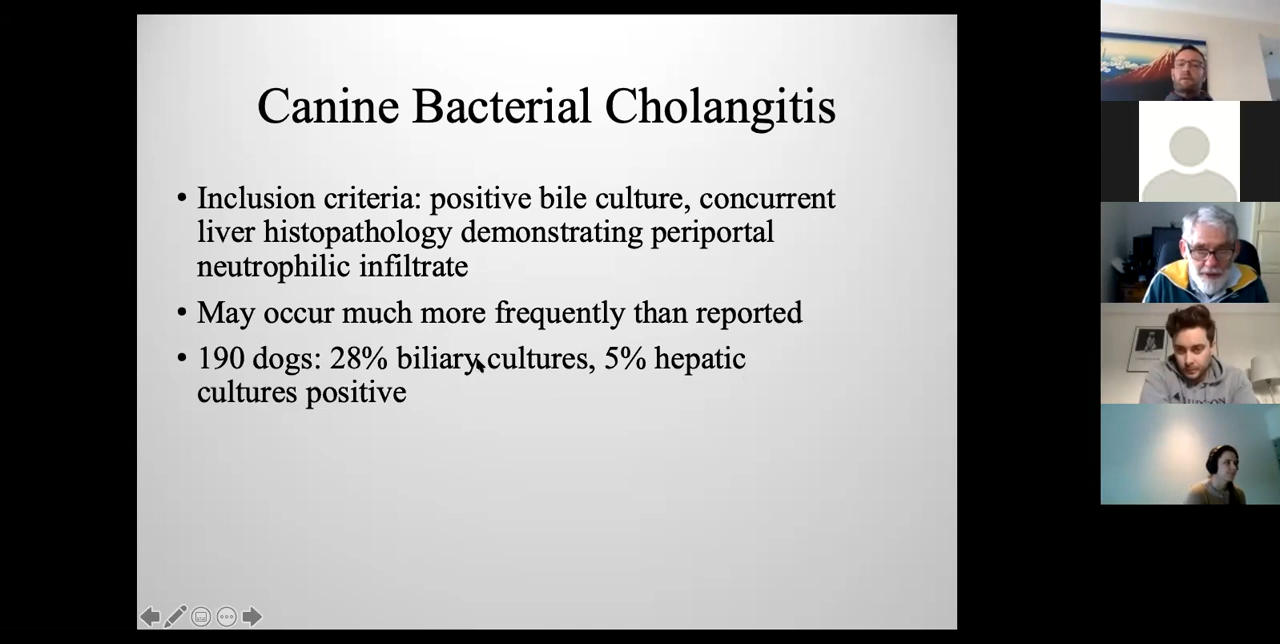 Canine Bacterial Cholangitis
• Inclusion criteria: positive bile culture, concurrent
liver histopathology demonstrating periportal
neutrophilic infiltrate
• May occur much more frequently than reported
• 190 dogs: 28% biliary cultures, 5% hepatic
cultures positive